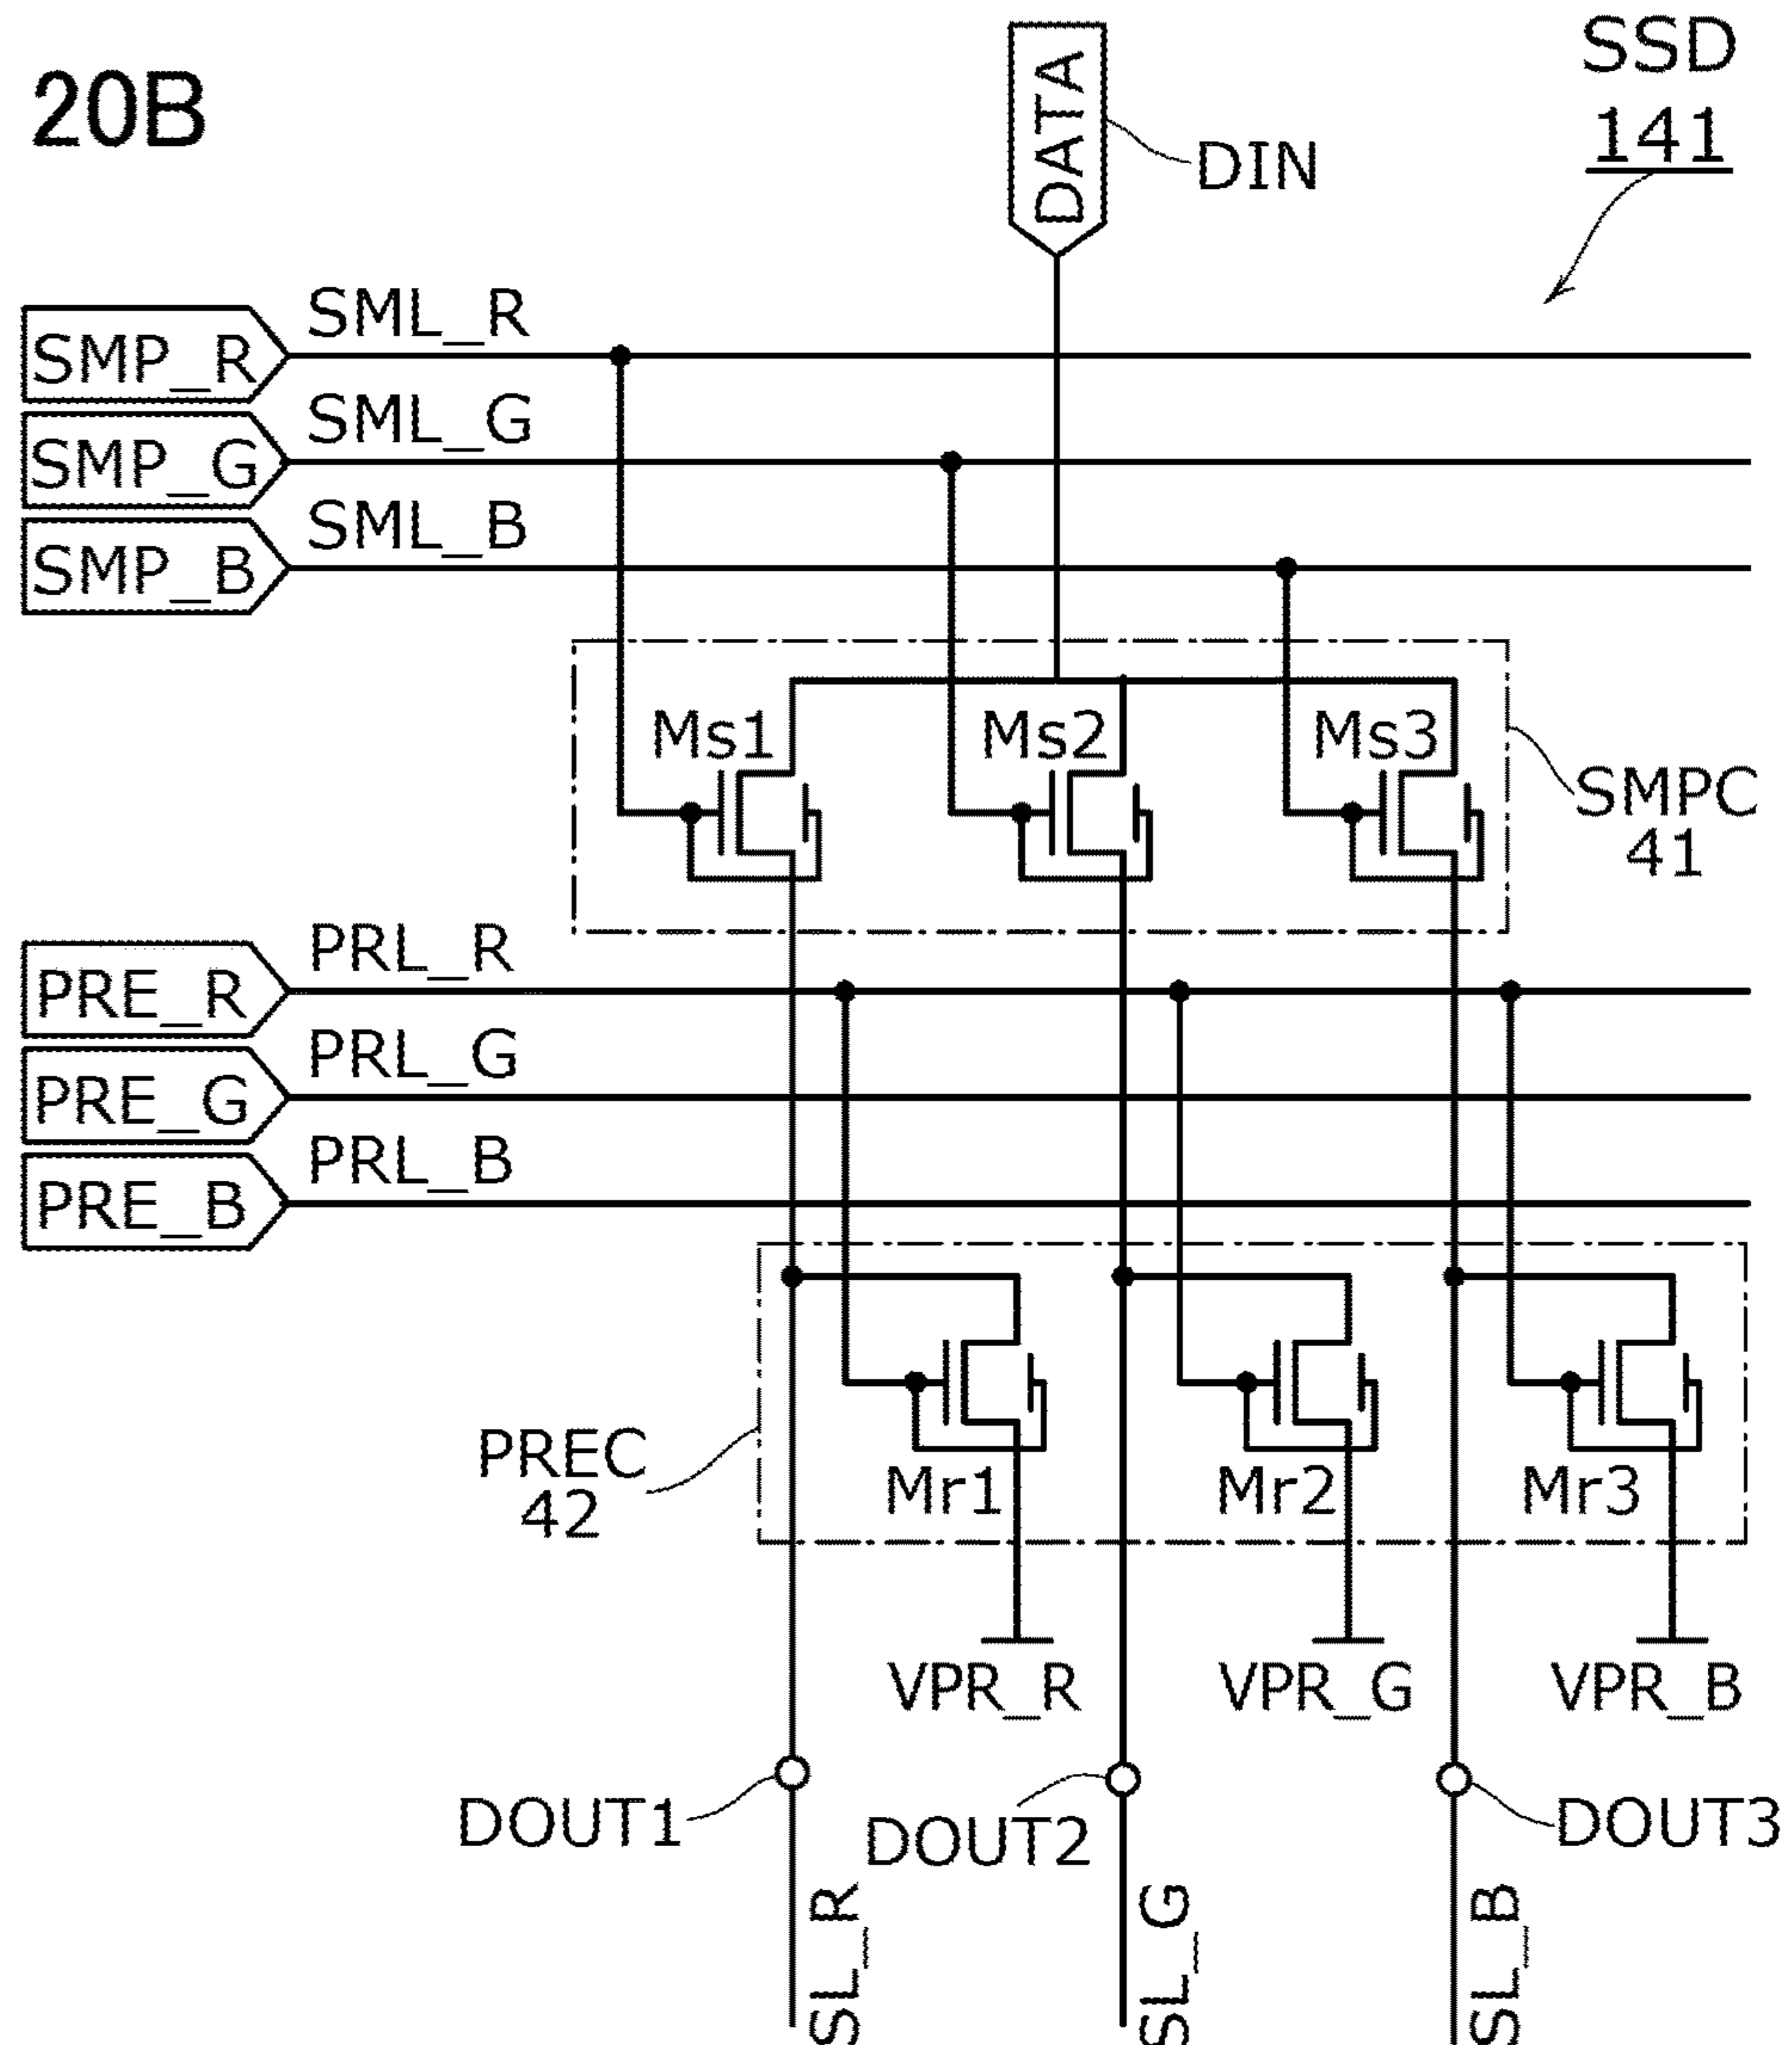 20B
SSD
141
DATA
DIN
SMP_R
SML_R
SMP_G
SML_G
SMP_B
SML_B
Ms1
Ms2
Ms3
SMPC
41
PRE_R
PRL_R
PRE_G
PRL_G
PRE_B
PRL_B
PREC
42
Mr1
Mr2
Mr3
VPR_R
VPR_G
VPR_B
DOUT1
DOUT2
DOUT3
SL_R
SL_G
SL_B